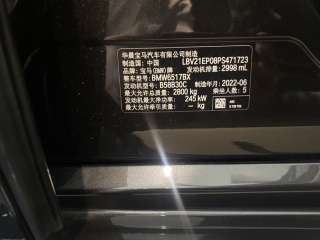 华晨宝马汽车有限公司制造
制造国：中国 LBV21EP08PS471723
品牌：宝马(BMW)牌 发动机排量：2998 mL
整车型号：BMW6517BX
发动机型号：B5830C
最大允许总质量：2800 kg 制造年月：2022-06
发动机最大净功率：245 kW 乘坐人数：5
最大允许牵引质量：-- kg